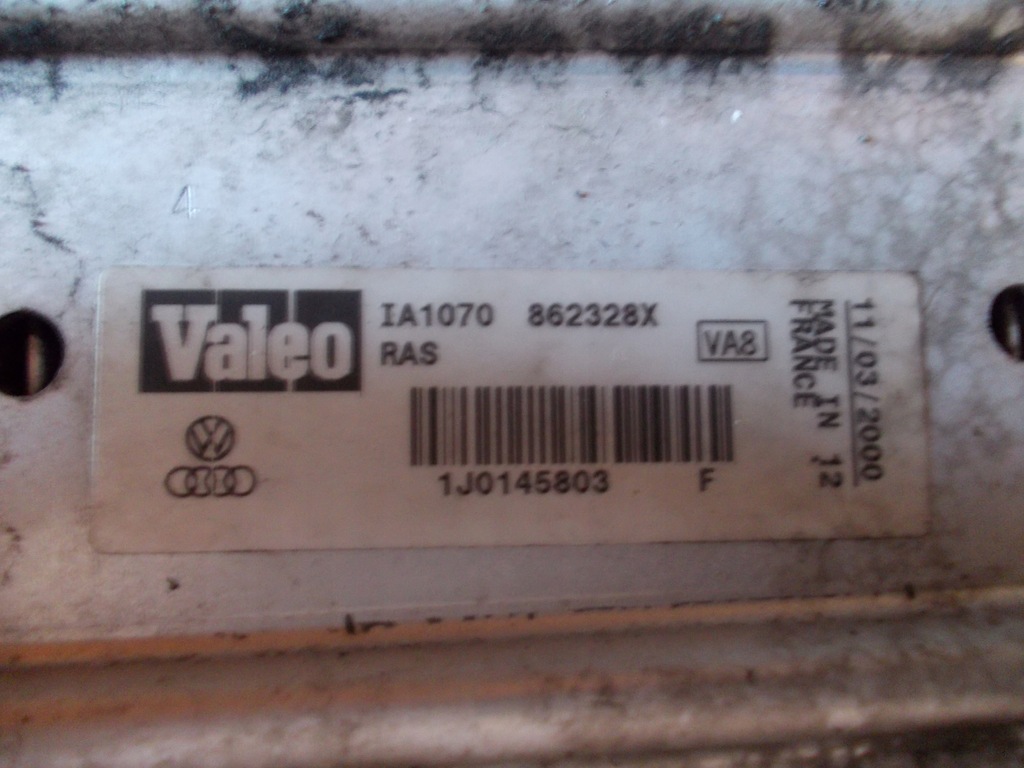 4
Valeo
IA1070 862328X
RAS
VA8
1J0145803 F
11/03/2000
MADE IN 12
FRANCE